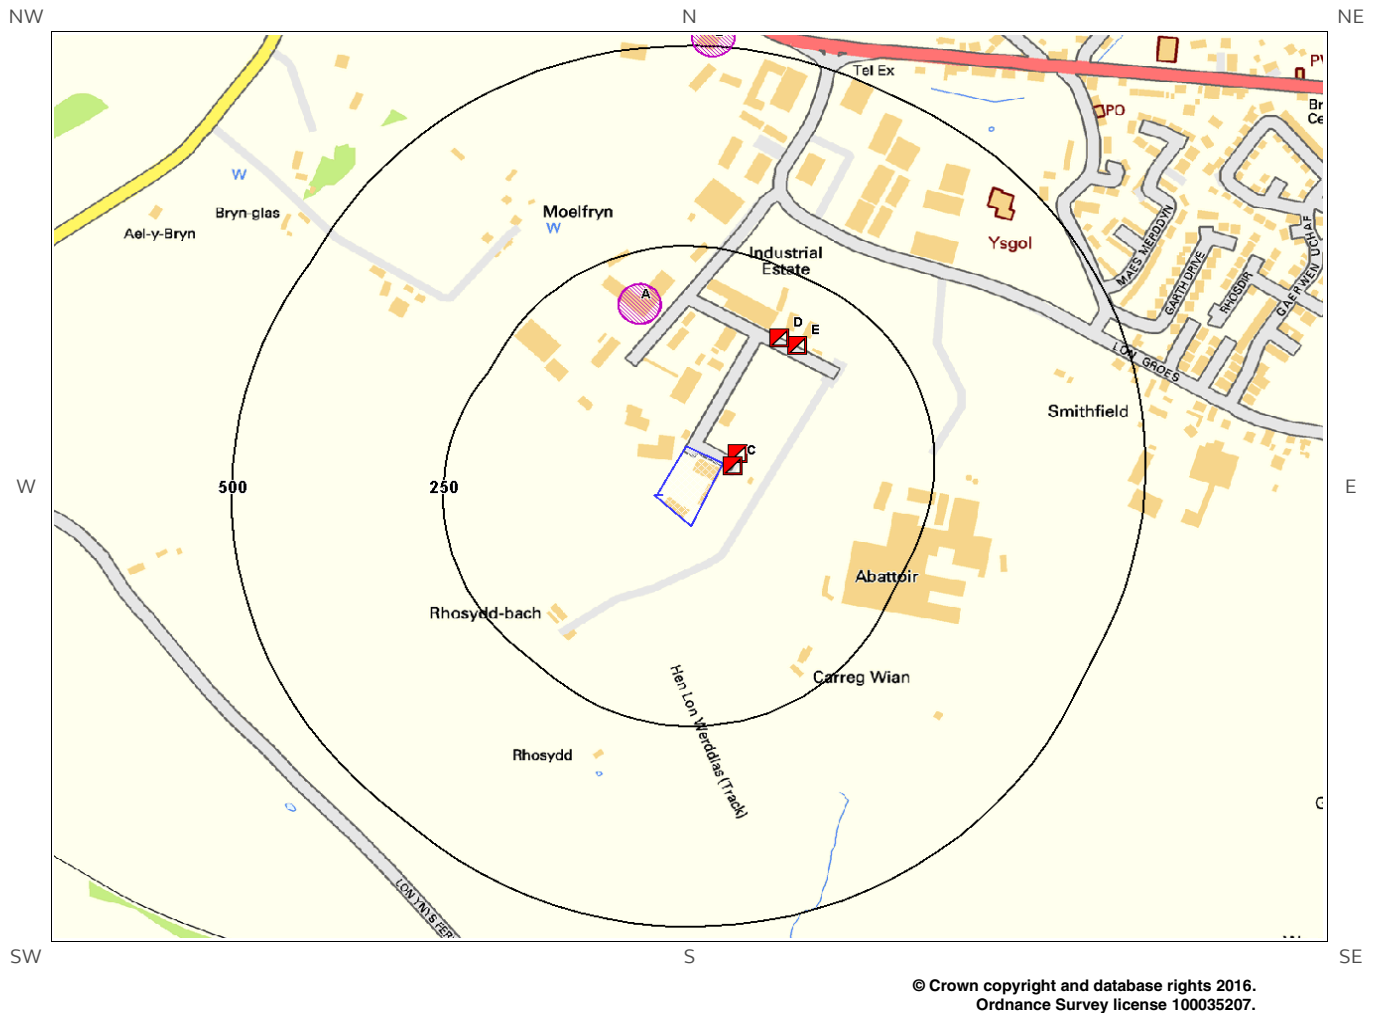 NW
N
NE
Tel Ex
PO
Br
Ce
W
Bryn-glas
Ael-y-Bryn
Moelfryn
W
Ysgol
Industrial
Estate
MAES MERDDYN
GARTH DRIVE
RHOSDIR
GAERWEN UCHAF
A
D
E
LON GROES
Smithfield
C
W
500
250
E
Abattoir
Rhosydd-bach
Carreg Wian
Hen Lon Werddlas (Track)
Rhosydd
LON YNYS FERW
SW
S
SE
© Crown copyright and database rights 2016.
Ordnance Survey license 100035207.